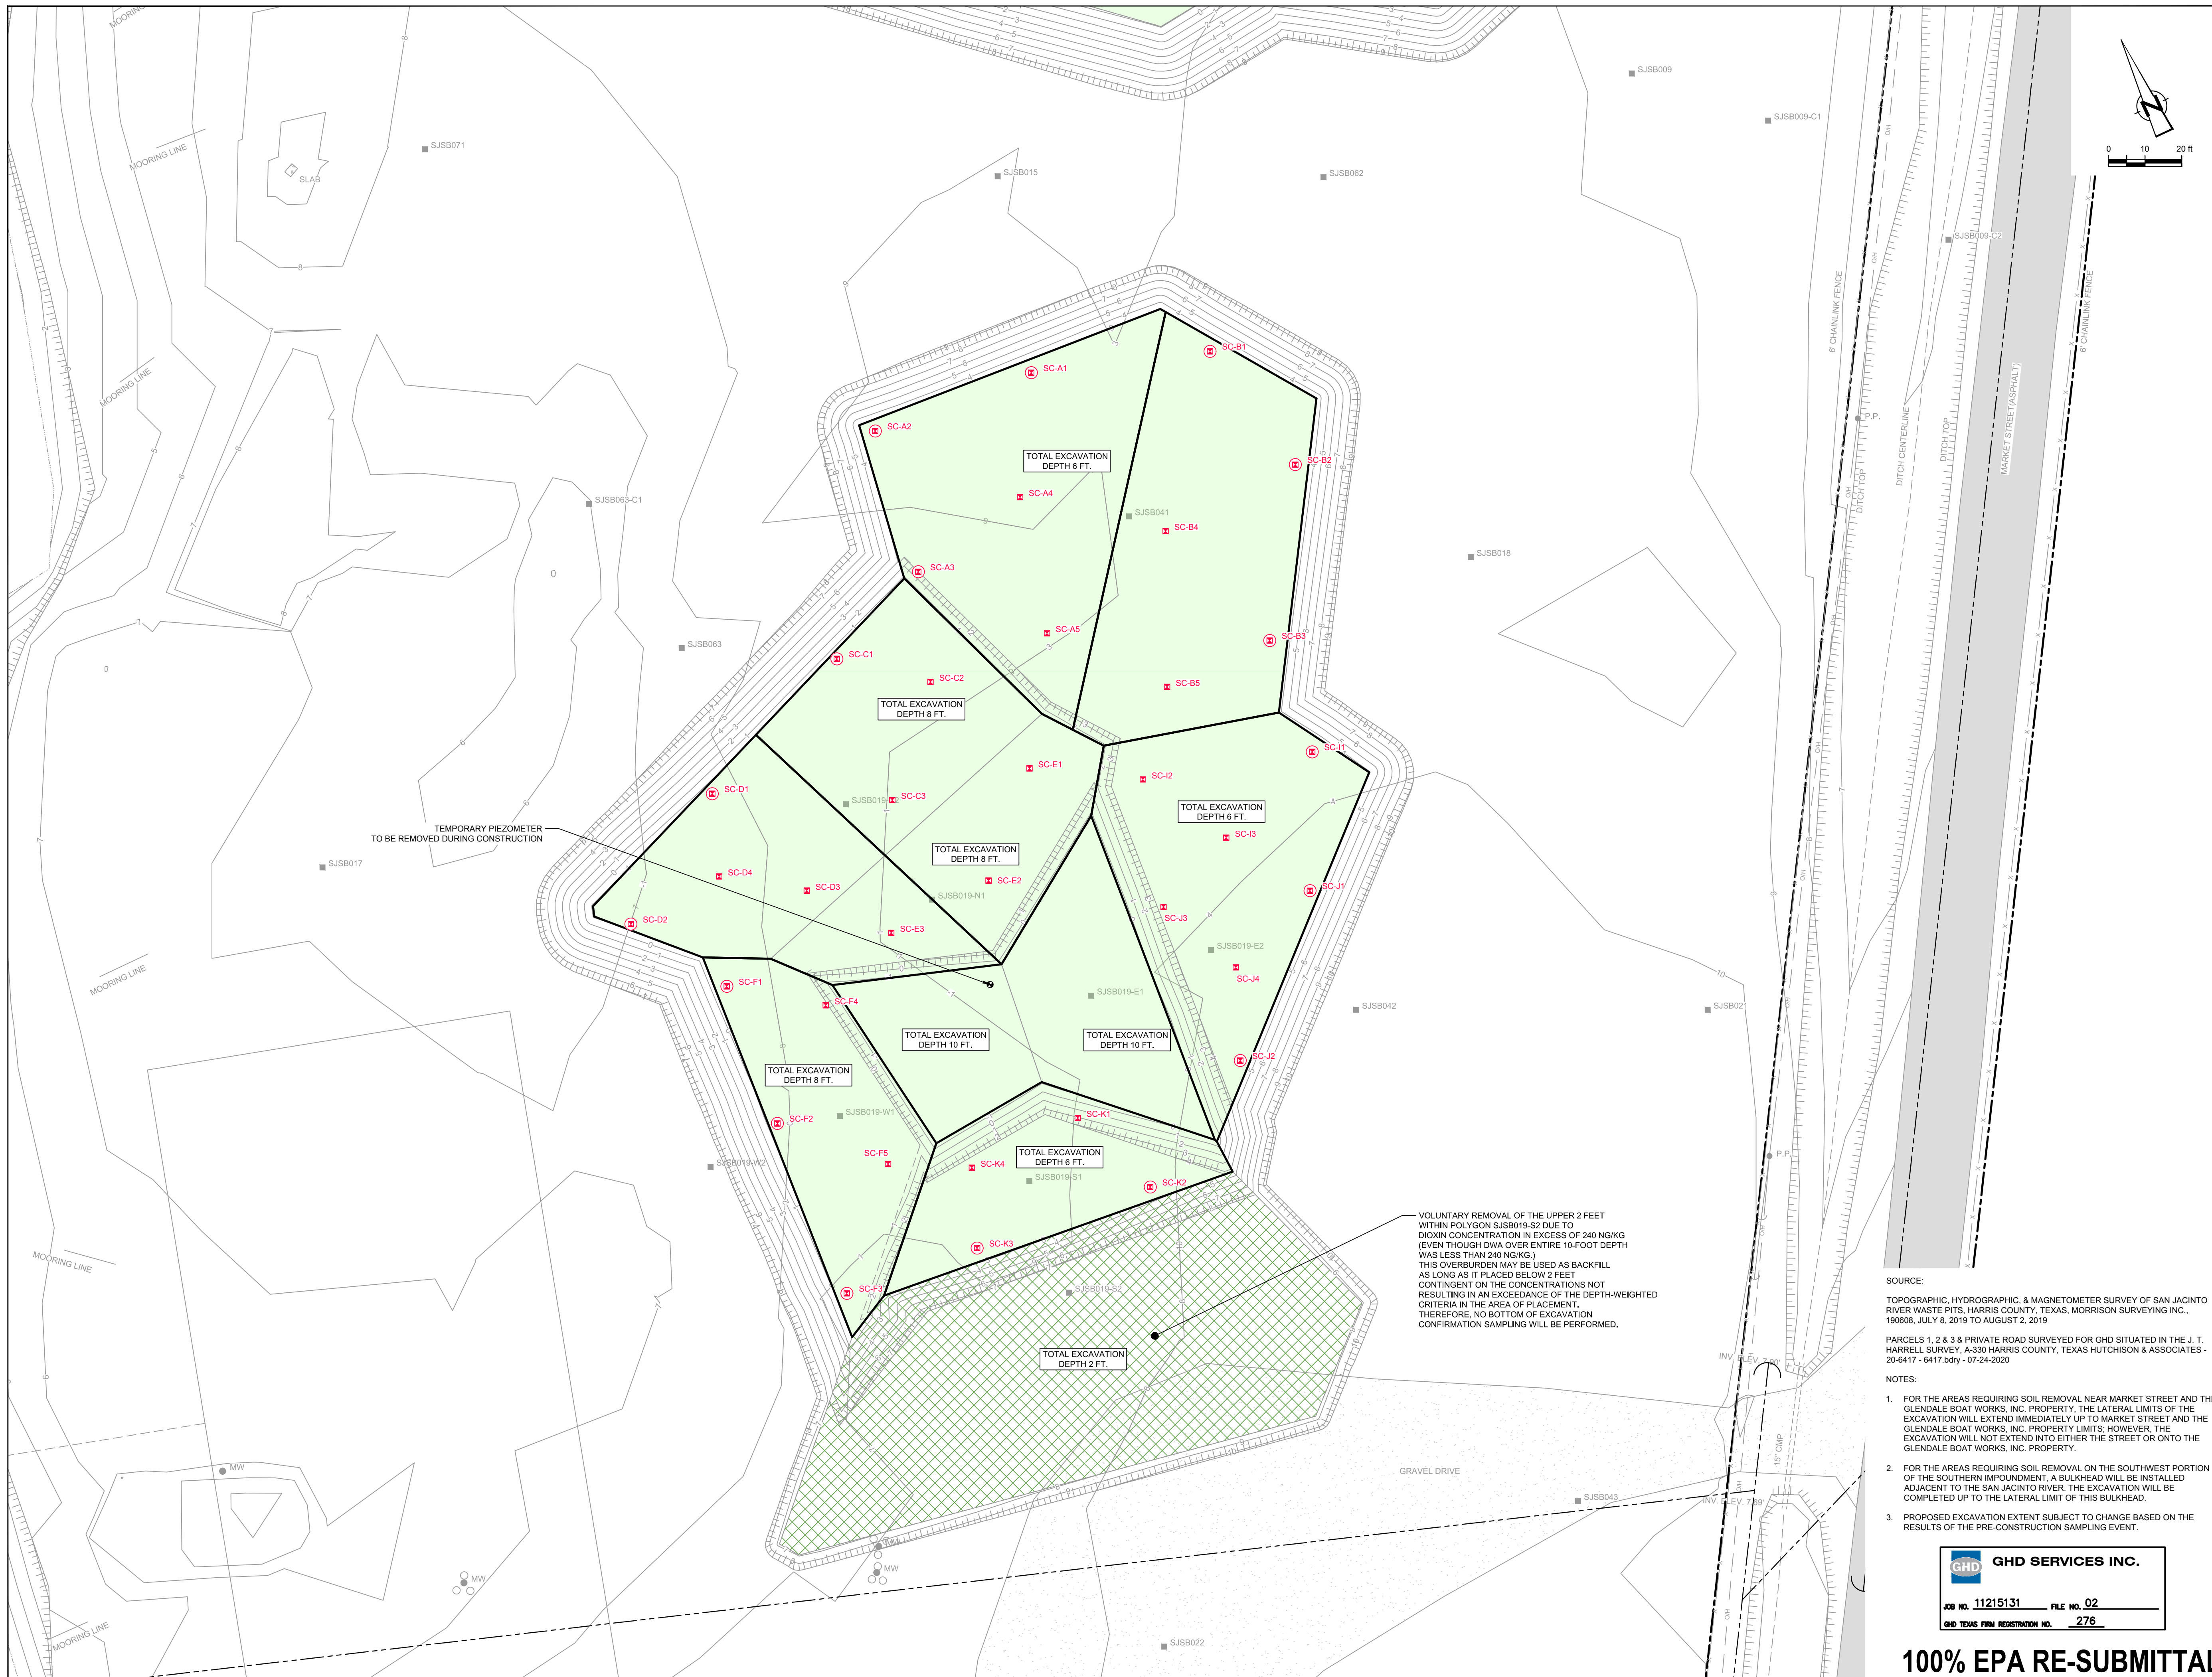 MOORING LINE
SJSB009
SJSB009-C1
SJSB071
MOORING LINE
SLAB
SJSB015
SJSB062
N
0 10 20 ft
SJSB009-C2
6' CHAINLINK FENCE
6' CHAINLINK FENCE
MOORING LINE
SC-B1
SC-A1
SC-A2
TOTAL EXCAVATION
DEPTH 6 FT.
SC-B2
SC-A4
SJSB041
SC-B4
P.P.
DITCH TOP
DITCH CENTERLINE
DITCH TOP
MARKET STREET(ASPHALT)
SJSB063-C1
SJSB018
SC-A3
SC-A5
SC-B3
SJSB063
SC-C1
SC-C2
SC-B5
TOTAL EXCAVATION
DEPTH 8 FT.
SC-I1
SC-E1
SC-I2
SC-D1
SC-C3
TOTAL EXCAVATION
DEPTH 6 FT.
TEMPORARY PIEZOMETER
TO BE REMOVED DURING CONSTRUCTION
SC-I3
TOTAL EXCAVATION
DEPTH 8 FT.
SJSB017
SC-D4
SC-D3
SC-E2
SJSB019-N1
SC-J1
SC-J3
SC-D2
SC-E3
SJSB019-E2
SC-J4
MOORING LINE
SC-F1
SC-F4
SJSB019-E1
SJSB042
SJSB021
TOTAL EXCAVATION
DEPTH 10 FT.
TOTAL EXCAVATION
DEPTH 10 FT.
SC-J2
TOTAL EXCAVATION
DEPTH 8 FT.
SJSB019-W1
SC-K1
SC-F2
SC-F5
TOTAL EXCAVATION
DEPTH 6 FT.
P.P.
SJSB019-W2
SC-K4
SJSB019-S1
SC-K2
MOORING LINE
SC-K3
SC-F3
SJSB019-S2
VOLUNTARY REMOVAL OF THE UPPER 2 FEET
WITHIN POLYGON SJSB019-S2 DUE TO
DIOXIN CONCENTRATION IN EXCESS OF 240 NG/KG
(EVEN THOUGH DWA OVER ENTIRE 10-FOOT DEPTH
WAS LESS THAN 240 NG/KG.)
THIS OVERBURDEN MAY BE USED AS BACKFILL
AS LONG AS IT PLACED BELOW 2 FEET
CONTINGENT ON THE CONCENTRATIONS NOT
RESULTING IN AN EXCEEDANCE OF THE DEPTH-WEIGHTED
CRITERIA IN THE AREA OF PLACEMENT.
THEREFORE, NO BOTTOM OF EXCAVATION
CONFIRMATION SAMPLING WILL BE PERFORMED.
TOTAL EXCAVATION
DEPTH 2 FT.
GRAVEL DRIVE
15" CMP
SJSB043
MW
MW
MW
SJSB022
MOORING LINE
SOURCE:
TOPOGRAPHIC, HYDROGRAPHIC, & MAGNETOMETER SURVEY OF SAN JACINTO
RIVER WASTE PITS, HARRIS COUNTY, TEXAS, MORRISON SURVEYING INC.,
190608, JULY 8, 2019 TO AUGUST 2, 2019
PARCELS 1, 2 & 3 & PRIVATE ROAD SURVEYED FOR GHD SITUATED IN THE J. T.
HARRELL SURVEY, A-330 HARRIS COUNTY, TEXAS HUTCHISON & ASSOCIATES -
20-6417 - 6417.bdry - 07-24-2020
NOTES:
1. FOR THE AREAS REQUIRING SOIL REMOVAL NEAR MARKET STREET AND TH
GLENDALE BOAT WORKS, INC. PROPERTY, THE LATERAL LIMITS OF THE
EXCAVATION WILL EXTEND IMMEDIATELY UP TO MARKET STREET AND THE
GLENDALE BOAT WORKS, INC. PROPERTY LIMITS; HOWEVER, THE
EXCAVATION WILL NOT EXTEND INTO EITHER THE STREET OR ONTO THE
GLENDALE BOAT WORKS, INC. PROPERTY.
2. FOR THE AREAS REQUIRING SOIL REMOVAL ON THE SOUTHWEST PORTION
OF THE SOUTHERN IMPOUNDMENT, A BULKHEAD WILL BE INSTALLED
ADJACENT TO THE SAN JACINTO RIVER. THE EXCAVATION WILL BE
COMPLETED UP TO THE LATERAL LIMIT OF THIS BULKHEAD.
3. PROPOSED EXCAVATION EXTENT SUBJECT TO CHANGE BASED ON THE
RESULTS OF THE PRE-CONSTRUCTION SAMPLING EVENT.
GHD
GHD SERVICES INC.
JOB NO. 11215131 FILE NO. 02
GHD TEXAS FIRM REGISTRATION NO. 276
100% EPA RE-SUBMITTAL